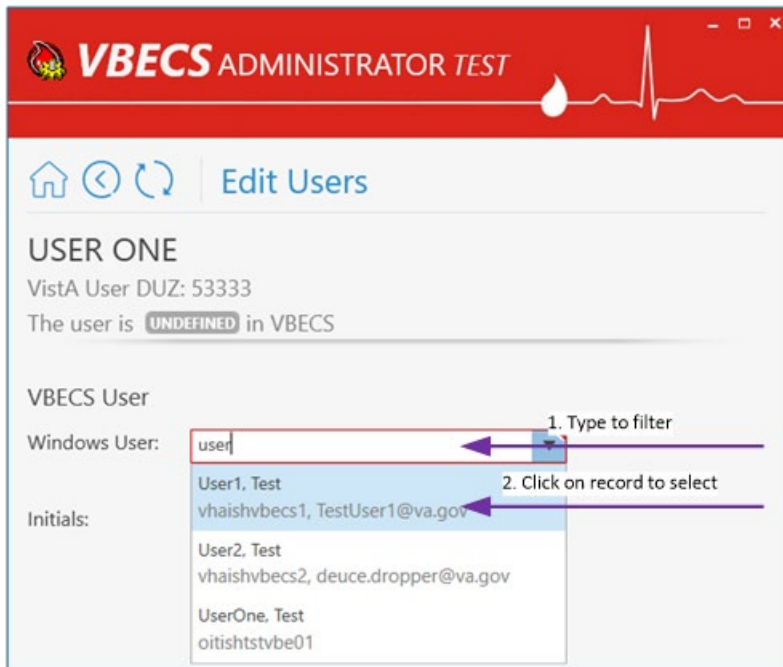 VBECS ADMINISTRATOR TEST
Edit Users
USER ONE
VistA User DUZ: 53333
The user is UNDEFINED in VBECS
VBECS User
Windows User:
user
1. Type to filter
User1, Test
2. Click on record to select
vhaishvbecs1, TestUser1@va.gov
Initials:
User2, Test
vhaishvbecs2, deuce.dropper@va.gov
UserOne, Test
oitishtstvbe01